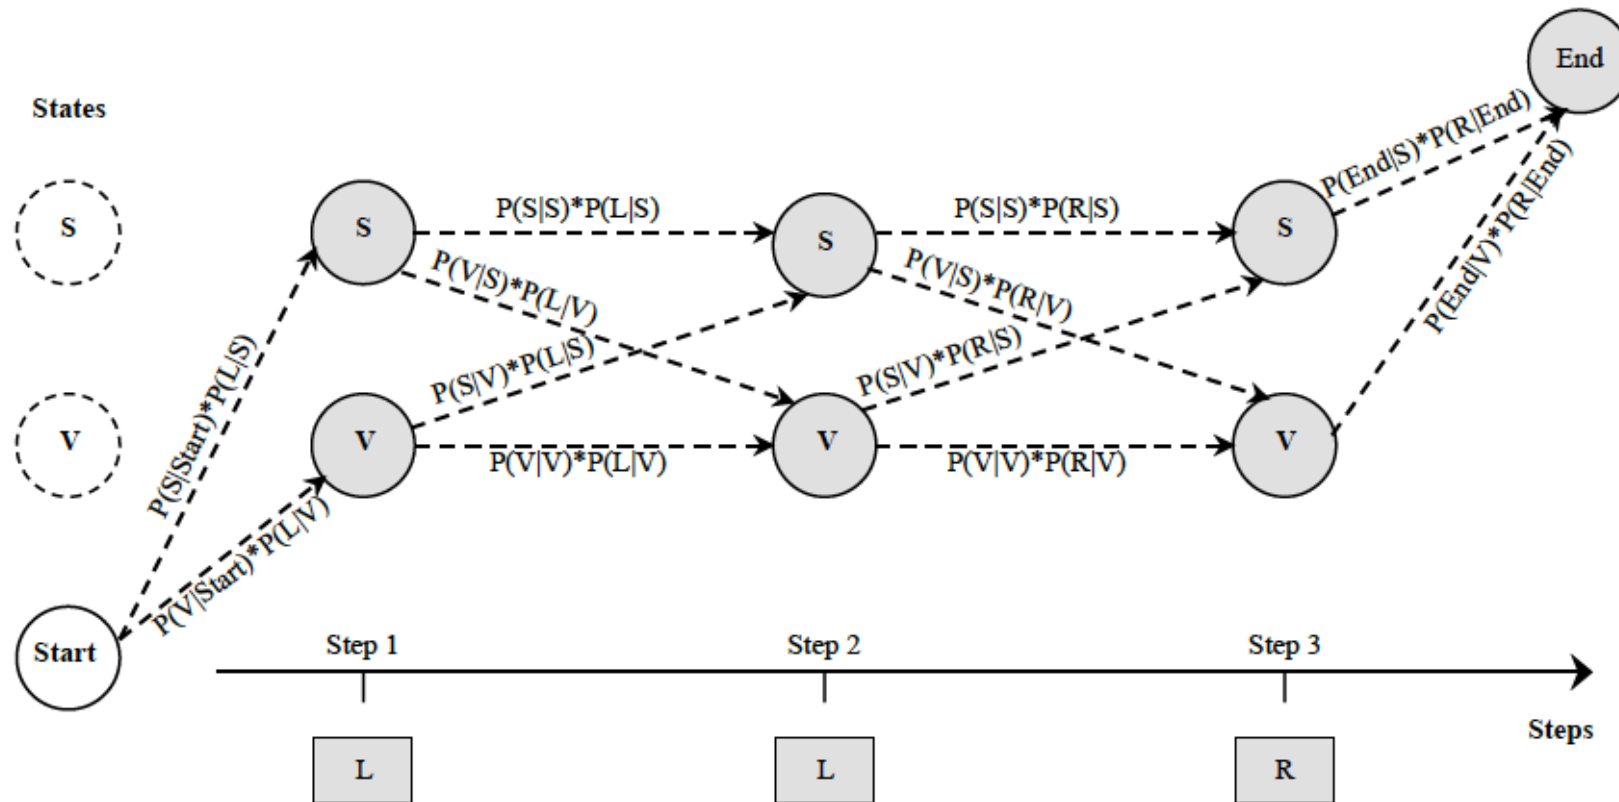 End
States
P(End|S)*P(R|End)
S
S
P(S|S)*P(L|S)
S
P(S|S)*P(R|S)
S
P(End|V)*P(R|End)
P(V|S)*P(L|V)
P(V|S)*P(R|V)
P(S|Start)*P(L|S)
P(S|V)*P(L|S)
P(S|V)*P(R|S)
V
V
P(V|V)*P(L|V)
V
P(V|V)*P(R|V)
V
P(V|Start)*P(L|V)
Start
Step 1
Step 2
Step 3
Steps
L
L
R